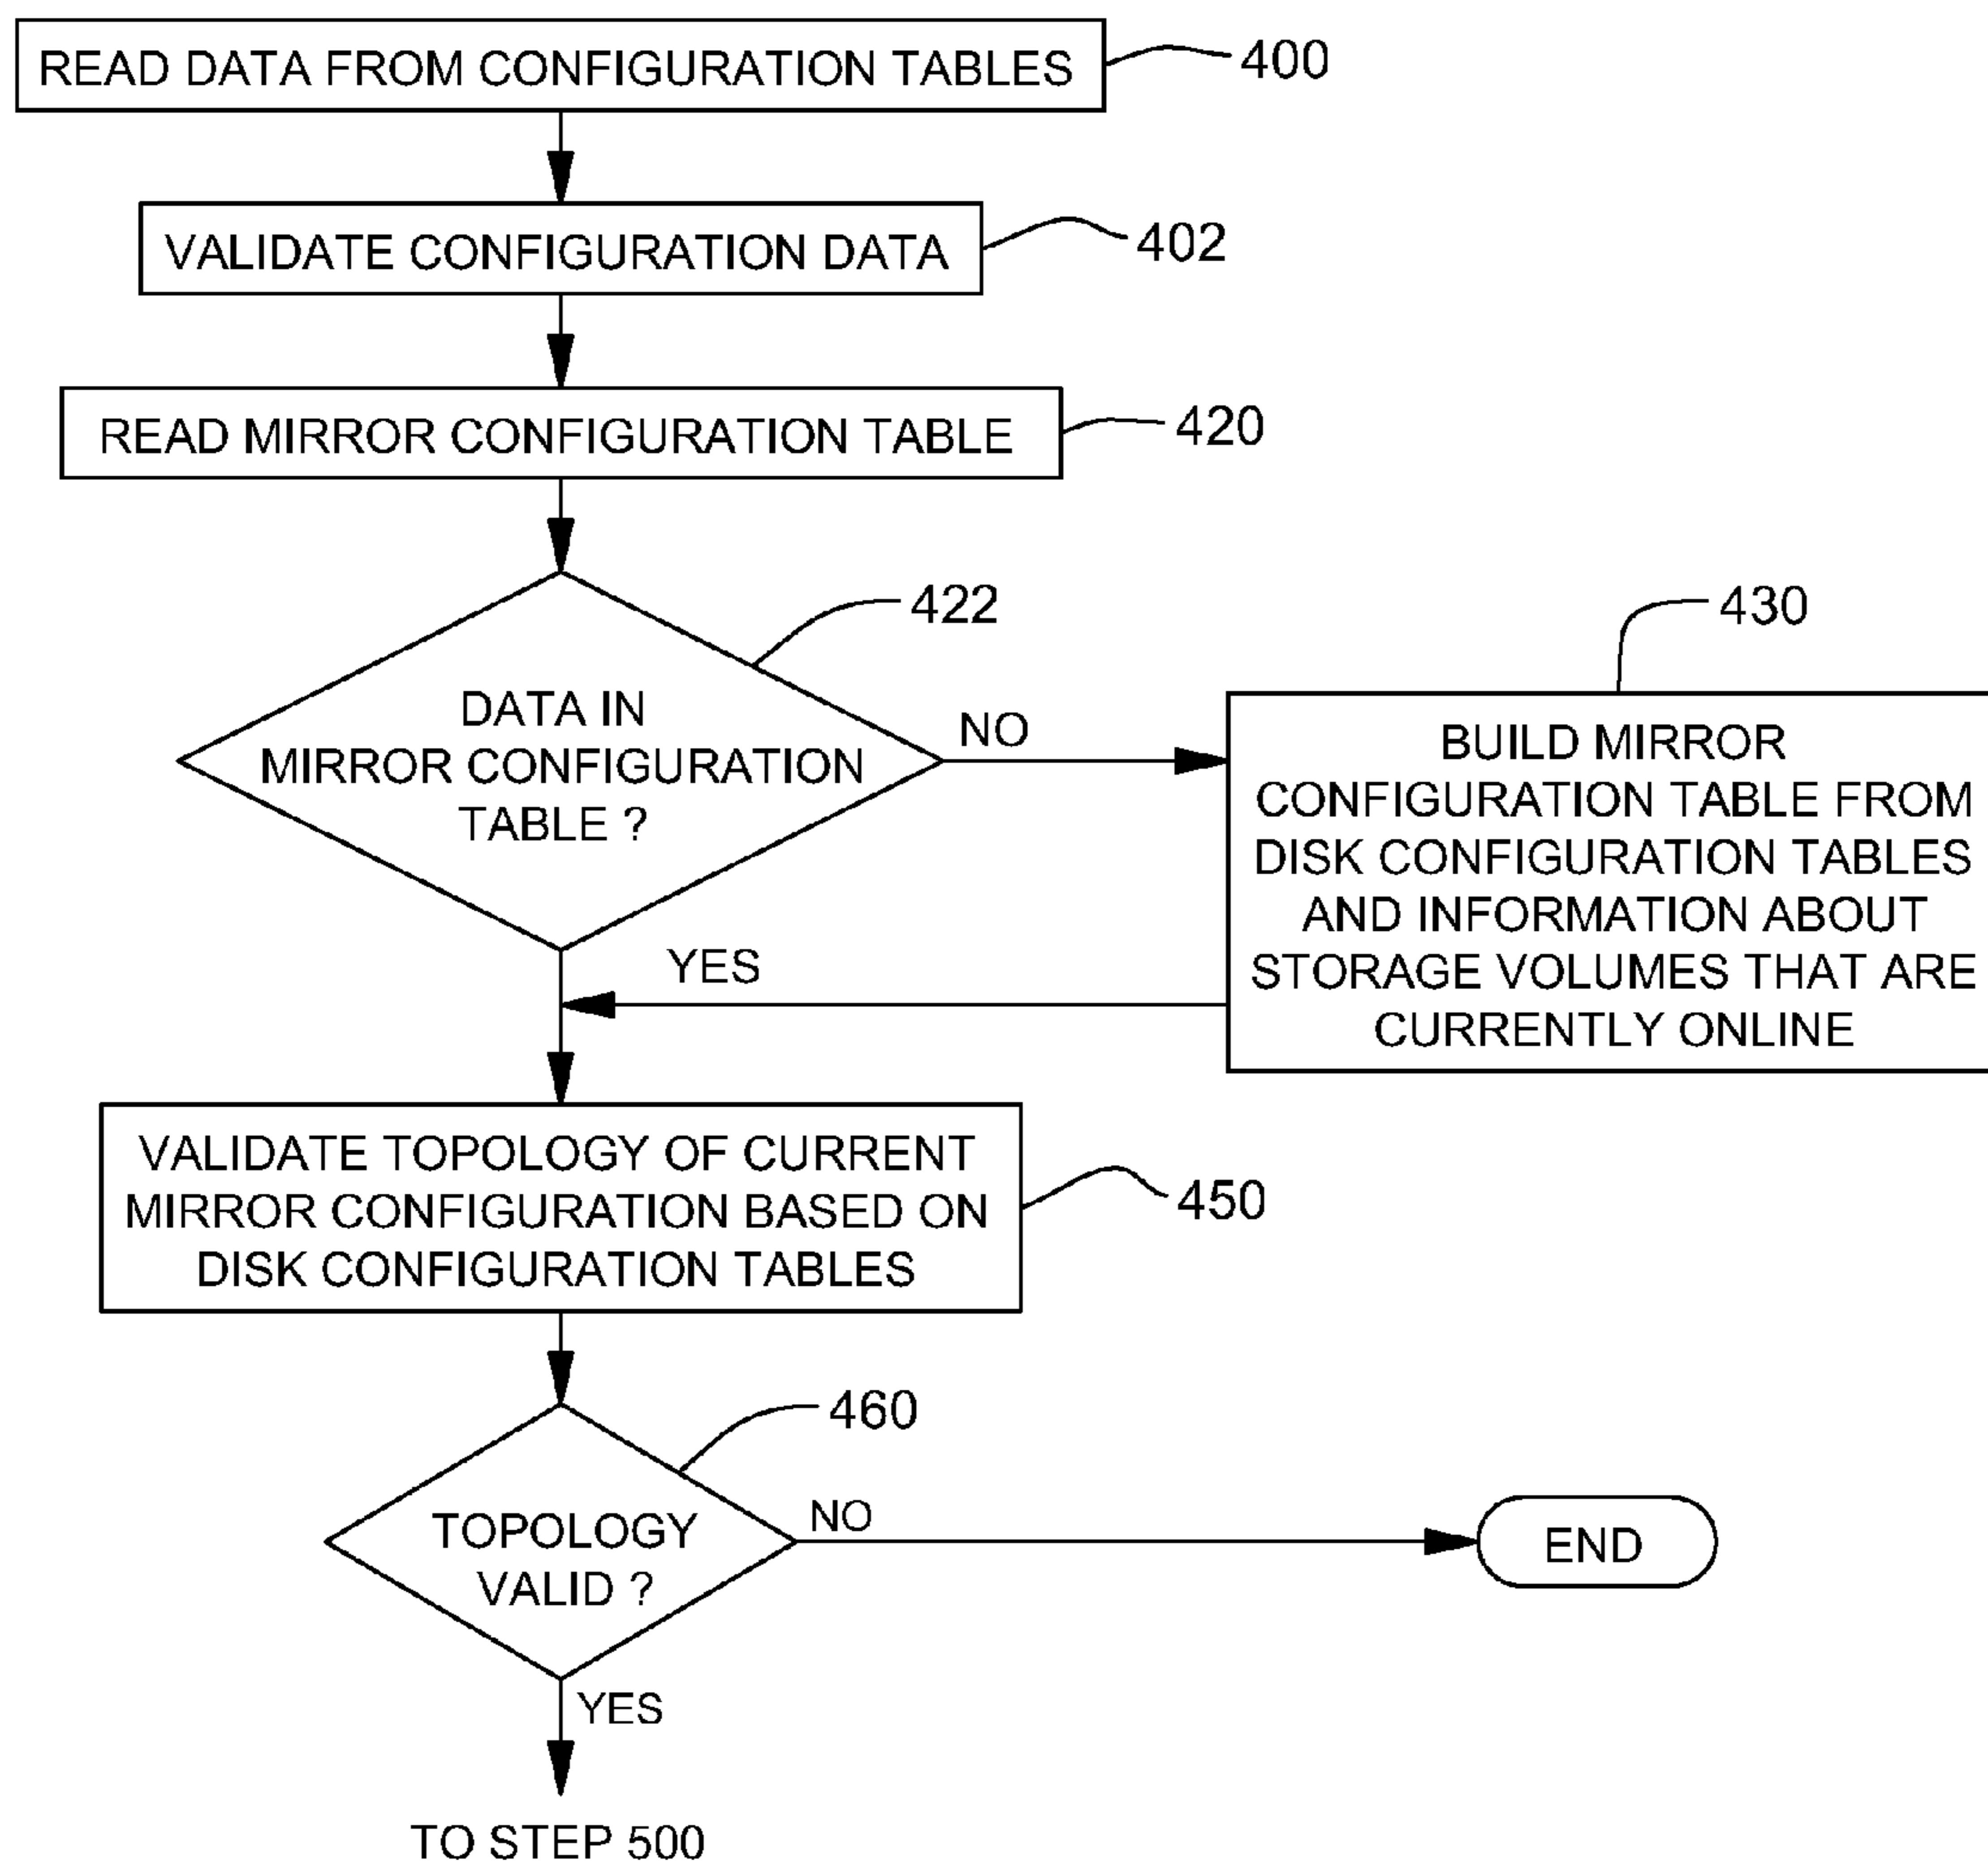 READ DATA FROM CONFIGURATION TABLES
400
VALIDATE CONFIGURATION DATA
402
READ MIRROR CONFIGURATION TABLE
420
422
DATA IN
MIRROR CONFIGURATION
TABLE ?
NO
YES
430
BUILD MIRROR
CONFIGURATION TABLE FROM
DISK CONFIGURATION TABLES
AND INFORMATION ABOUT
STORAGE VOLUMES THAT ARE
CURRENTLY ONLINE
VALIDATE TOPOLOGY OF CURRENT
MIRROR CONFIGURATION BASED ON
DISK CONFIGURATION TABLES
450
460
TOPOLOGY
VALID ?
NO
END
YES
TO STEP 500